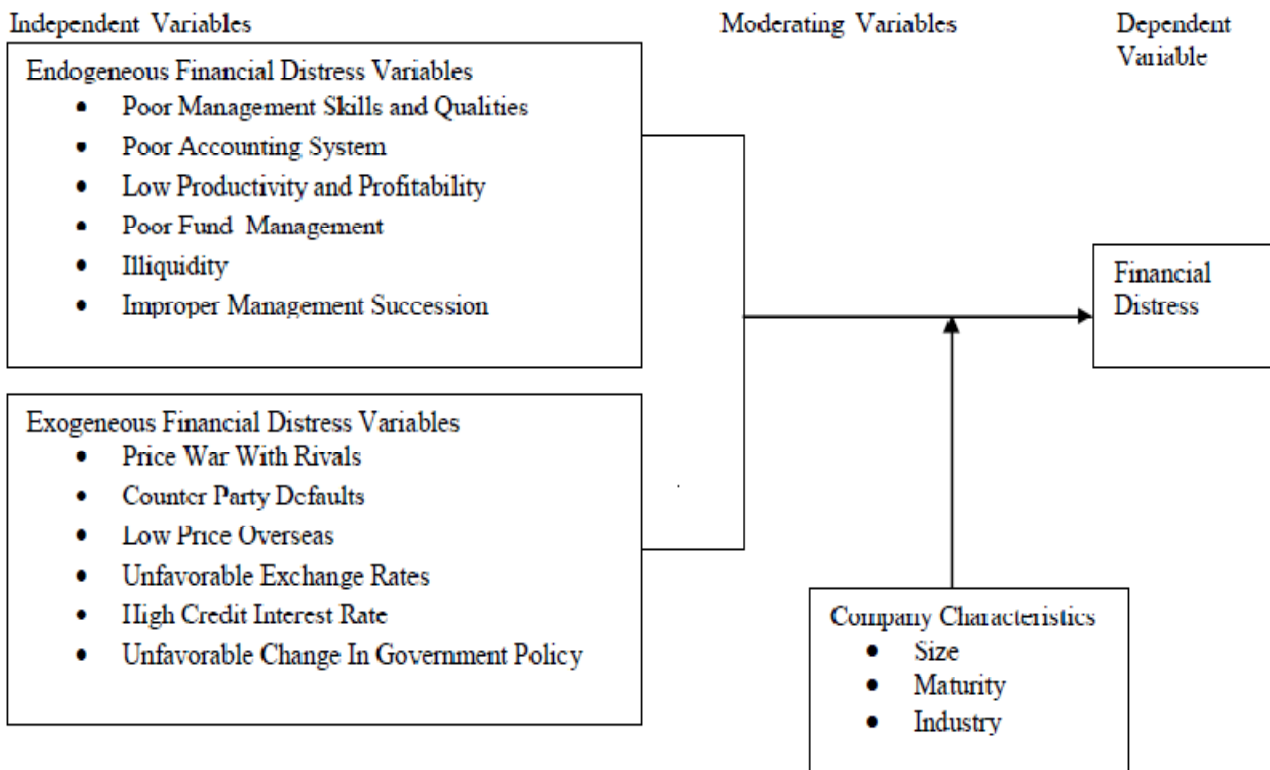 Independent Variables
Moderating Variables
Dependent
Variable
Endogeneous Financial Distress Variables
• Poor Management Skills and Qualities
• Poor Accounting System
• Low Productivity and Profitability
• Poor Fund Management
• Illiquidity
• Improper Management Succession
Financial
Distress
Exogeneous Financial Distress Variables
• Price War With Rivals
• Counter Party Defaults
• Low Price Overseas
• Unfavorable Exchange Rates
• High Credit Interest Rate
• Unfavorable Change In Government Policy
Company Characteristics
• Size
• Maturity
• Industry